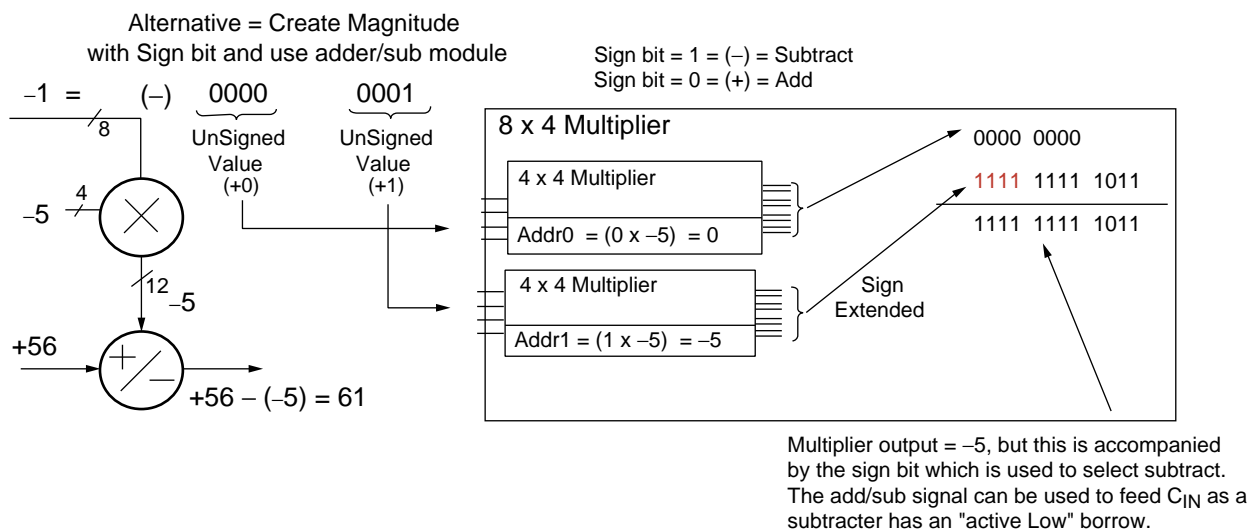 Alternative = Create Magnitude
with Sign bit and use adder/sub module
Sign bit = 1 = (−) = Subtract
Sign bit = 0 = (+) = Add
−1 = (−) 0000 0001
8
UnSigned
Value
(+0)
UnSigned
Value
(+1)
4
−5
12
−5
+56
+ / −
+56 − (−5) = 61
8 x 4 Multiplier
4 x 4 Multiplier
Addr0 = (0 x −5) = 0
4 x 4 Multiplier
Addr1 = (1 x −5) = −5
Sign
Extended
0000 0000
1111 1111 1011
1111 1111 1011
Multiplier output = −5, but this is accompanied
by the sign bit which is used to select subtract.
The add/sub signal can be used to feed CIN as a
subtracter has an "active Low" borrow.